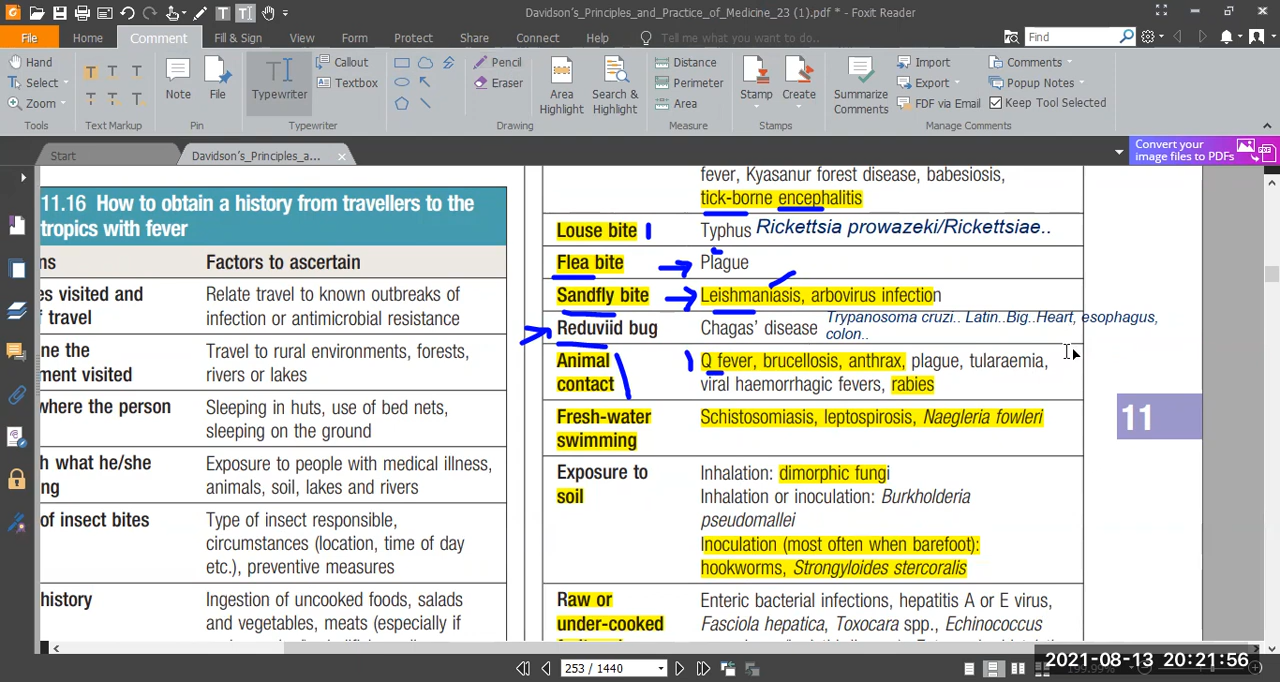 Davidson's_Principles_and_Practice_of_Medicine_23 (1).pdf * - Foxit Reader
File Home Comment Fill & Sign View Form Protect Share Connect Help Tell me what you want to do.. Find
Hand
Select
Zoom
Tools
Text Markup
Note
File
Pin
Typewriter
Callout
Textbox
Typewriter
Pencil
Eraser
Drawing
Area Highlight
Search & Highlight
Distance
Perimeter
Area
Measure
Stamp
Create
Stamps
Summarize Comments
Import
Export
FDF via Email
Comments
Popup Notes
Keep Tool Selected
Manage Comments
Start
Davidson's_Principles_a...
Convert your
image files to PDFs
11.16 How to obtain a history from travellers to the
tropics with fever
ns Factors to ascertain
es visited and Relate travel to known outbreaks of
f travel infection or antimicrobial resistance
ne the Travel to rural environments, forests,
ment visited rivers or lakes
where the person Sleeping in huts, use of bed nets,
sleeping on the ground
h what he/she Exposure to people with medical illness,
ng animals, soil, lakes and rivers
of insect bites Type of insect responsible,
circumstances (location, time of day
etc.), preventive measures
history Ingestion of uncooked foods, salads
and vegetables, meats (especially if
fever, Kyasanur forest disease, babesiosis,
tick-borne encephalitis
Louse bite Typhus Rickettsia prowazeki/Rickettsiae..
Flea bite Plague
Sandfly bite Leishmaniasis, arbovirus infection
Reduviid bug Chagas' disease Trypanosoma cruzi.. Latin..Big..Heart, esophagus,
colon..
Animal Q fever, brucellosis, anthrax, plague, tularaemia,
contact viral haemorrhagic fevers, rabies
Fresh-water Schistosomiasis, leptospirosis, Naegleria fowleri
swimming
11
Exposure to Inhalation: dimorphic fungi
soil Inhalation or inoculation: Burkholderia
pseudomallei
Inoculation (most often when barefoot):
hookworms, Strongyloides stercoralis
Raw or Enteric bacterial infections, hepatitis A or E virus,
under-cooked Fasciola hepatica, Toxocara spp., Echinococcus
253 / 1440
2021-08-13 20:21:56